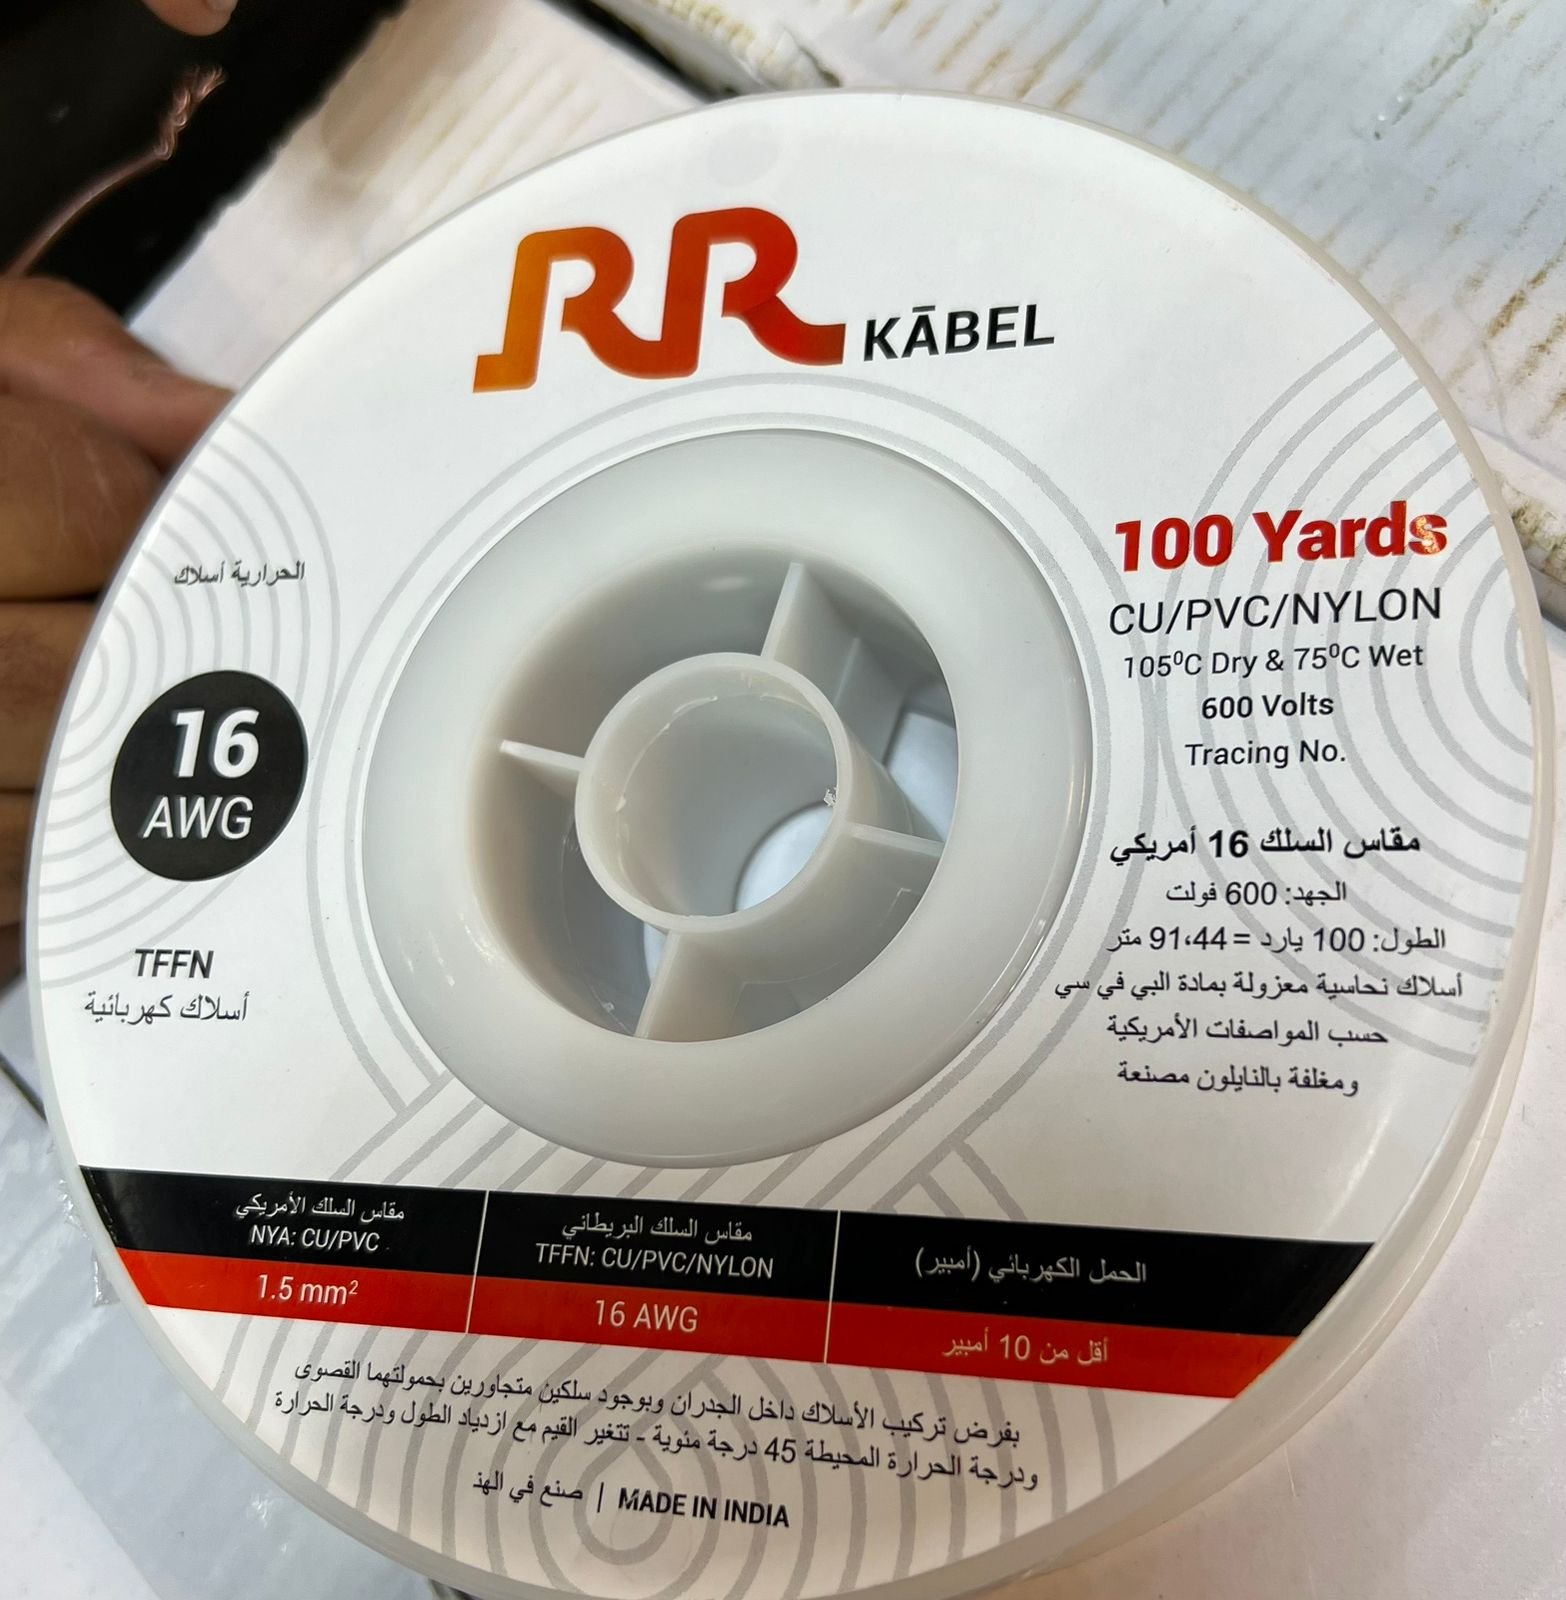 RR KĀBEL
الحرارية أسلاك
16
AWG
TFFN
أسلاك كهربائية
100 Yards
CU/PVC/NYLON
105⁰C Dry & 75⁰C Wet
600 Volts
Tracing No.
مقاس السلك 16 أمريكي
الجهد: 600 فولت
الطول: 100 يارد = 91،44 متر
أسلاك نحاسية معزولة بمادة البي في سي
حسب المواصفات الأمريكية
ومغلفة بالنايلون مصنعة
مقاس السلك الأمريكي
NYA: CU/PVC
1.5 mm²
مقاس السلك البريطاني
TFFN: CU/PVC/NYLON
16 AWG
الحمل الكهربائي (أمبير)
أقل من 10 أمبير
بفرض تركيب الأسلاك داخل الجدران وبوجود سلكين متجاورين بحمولتهما القصوى
ودرجة الحرارة المحيطة 45 درجة مئوية - تتغير القيم مع ازدياد الطول ودرجة الحرارة
صنع في الهند | MADE IN INDIA